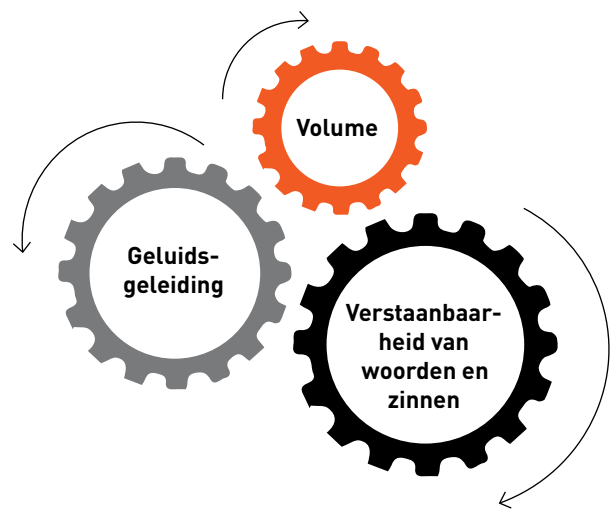 Volume
Geluids-
geleiding
Verstaanbaar-
heid van
woorden en
zinnen